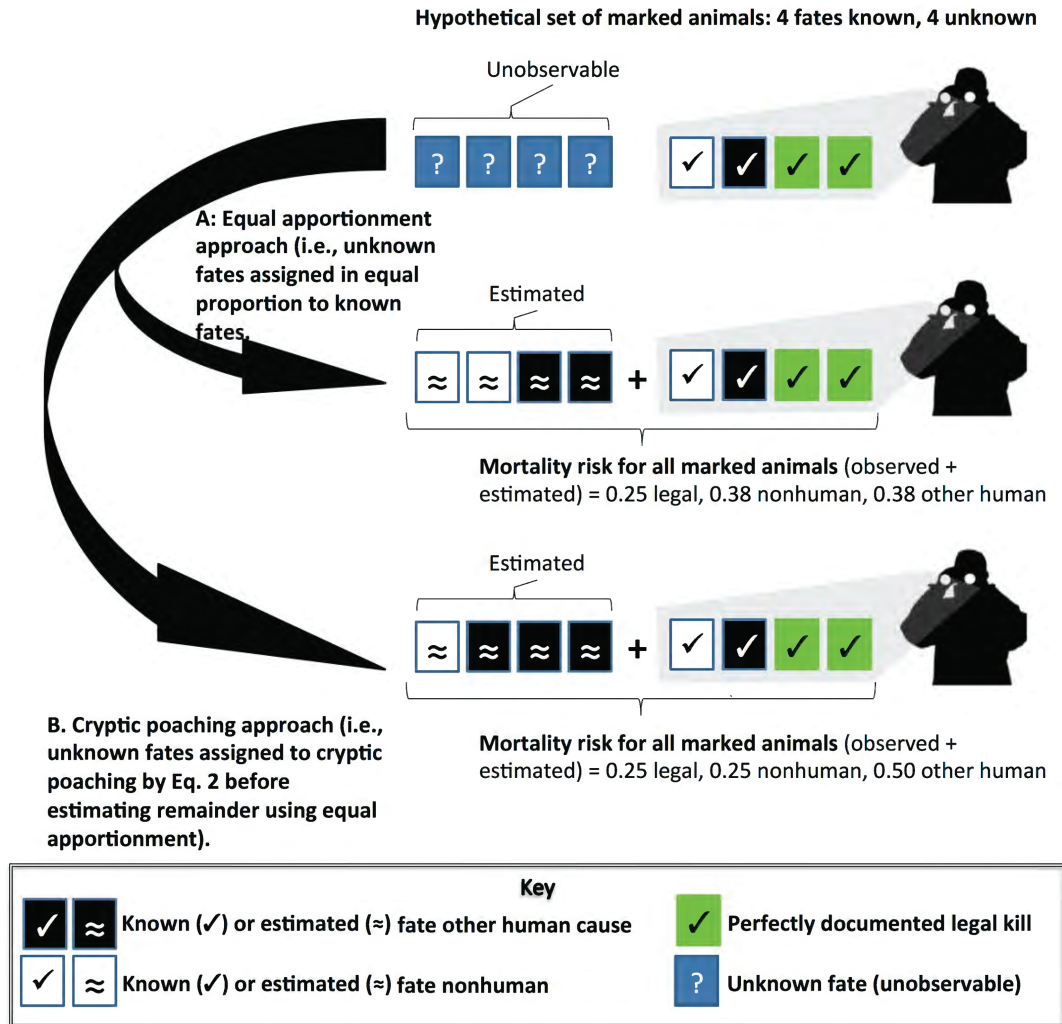 Hypothetical set of marked animals: 4 fates known, 4 unknown
Unobservable
? ? ? ? ✓ ✓ ✓ ✓
A: Equal apportionment
approach (i.e., unknown
fates assigned in equal
proportion to known
fates.
Estimated
≈ ≈ ≈ ≈ + ✓ ✓ ✓ ✓
Mortality risk for all marked animals (observed +
estimated) = 0.25 legal, 0.38 nonhuman, 0.38 other human
Estimated
≈ ≈ ≈ ≈ + ✓ ✓ ✓ ✓
B. Cryptic poaching approach (i.e.,
unknown fates assigned to cryptic
poaching by Eq. 2 before
estimating remainder using equal
apportionment).
Mortality risk for all marked animals (observed +
estimated) = 0.25 legal, 0.25 nonhuman, 0.50 other human
Key
✓ ≈ Known (✓) or estimated (≈) fate other human cause
✓ ≈ Known (✓) or estimated (≈) fate nonhuman
✓ Perfectly documented legal kill
? Unknown fate (unobservable)